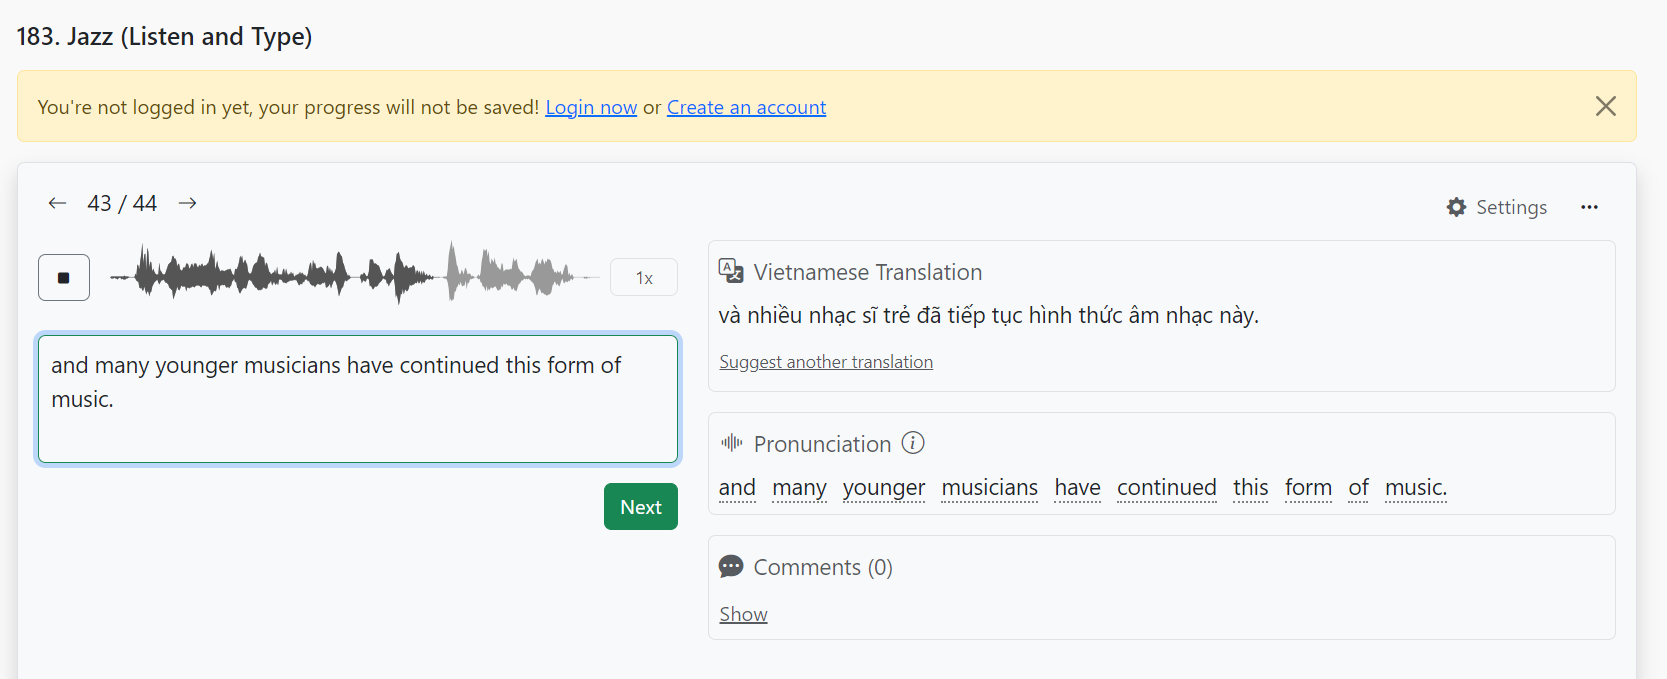 183. Jazz (Listen and Type)
You're not logged in yet, your progress will not be saved! Login now or Create an account
43 / 44
Settings
1x
and many younger musicians have continued this form of
music.
Next
Vietnamese Translation
và nhiều nhạc sĩ trẻ đã tiếp tục hình thức âm nhạc này.
Suggest another translation
Pronunciation
and many younger musicians have continued this form of music.
Comments (0)
Show